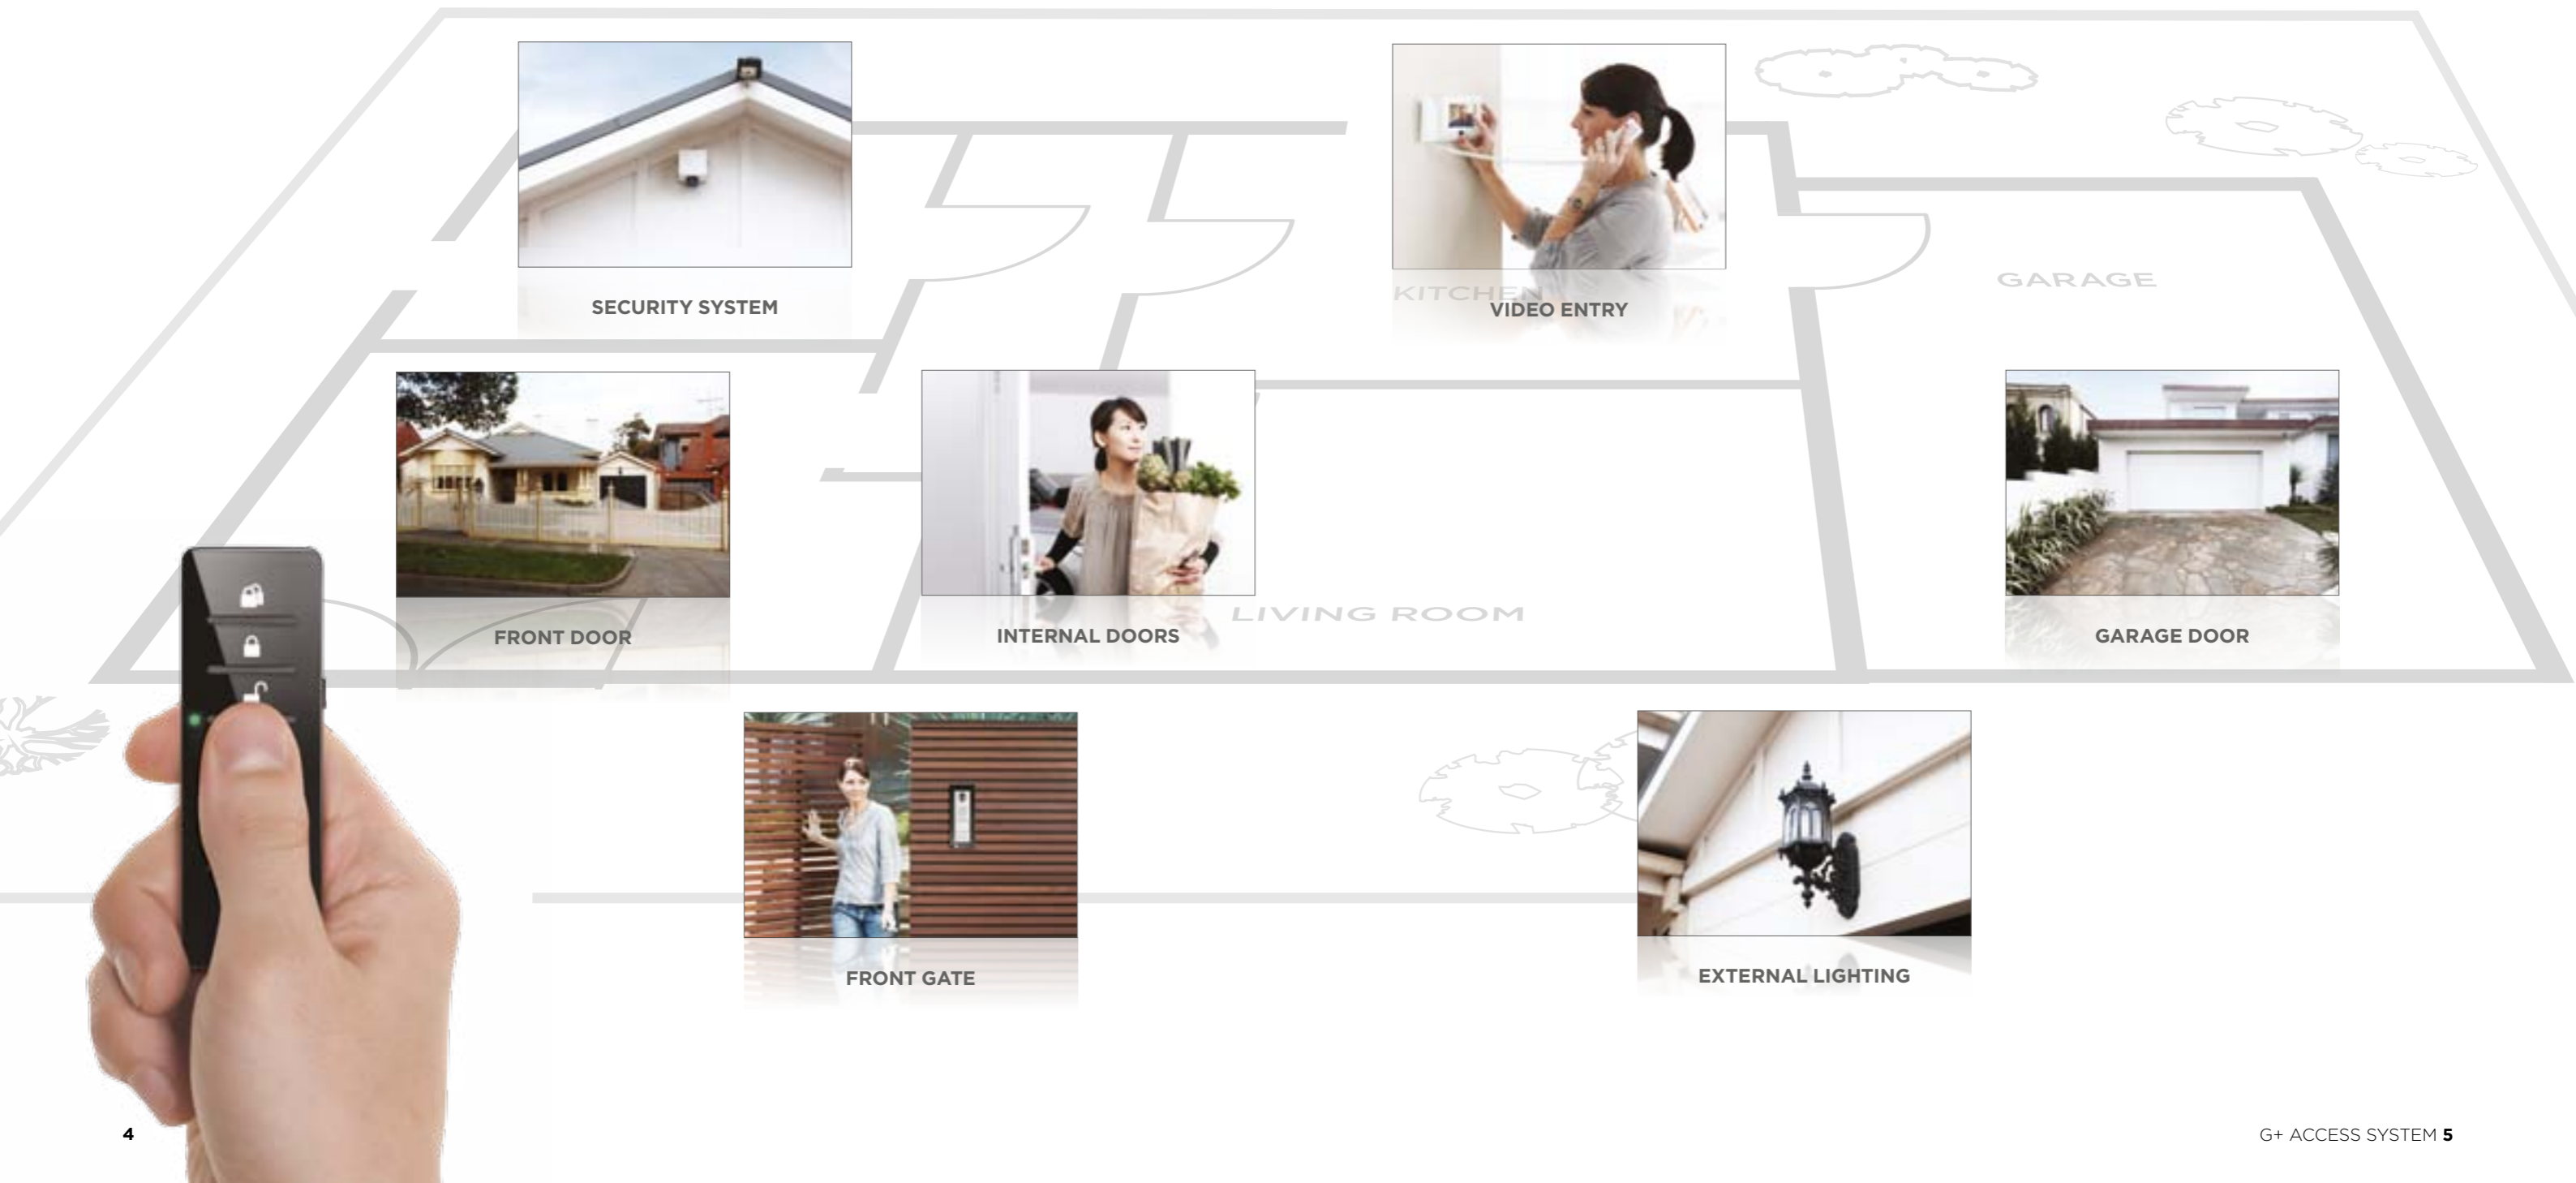 SECURITY SYSTEM
KITCHEN
VIDEO ENTRY
GARAGE
FRONT DOOR
INTERNAL DOORS
LIVING ROOM
GARAGE DOOR
FRONT GATE
EXTERNAL LIGHTING
4
G+ ACCESS SYSTEM 5